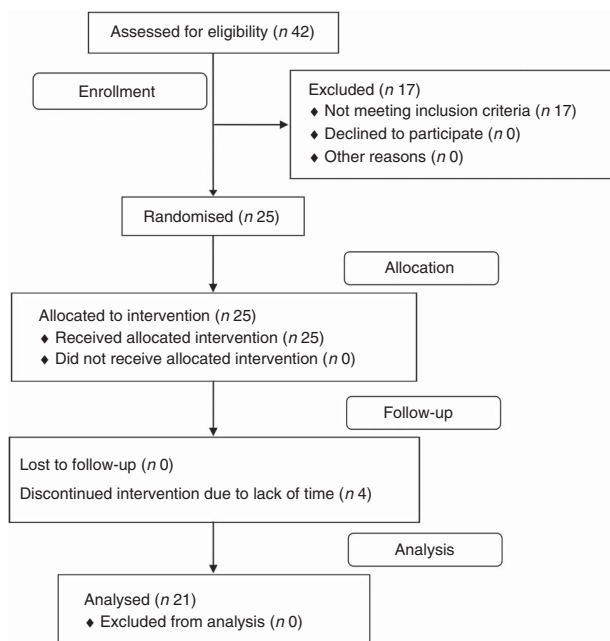 Assessed for eligibility (n 42)
Enrollment
Excluded (n 17)
♦ Not meeting inclusion criteria (n 17)
♦ Declined to participate (n 0)
♦ Other reasons (n 0)
Randomised (n 25)
Allocation
Allocated to intervention (n 25)
♦ Received allocated intervention (n 25)
♦ Did not receive allocated intervention (n 0)
Follow-up
Lost to follow-up (n 0)
Discontinued intervention due to lack of time (n 4)
Analysis
Analysed (n 21)
♦ Excluded from analysis (n 0)